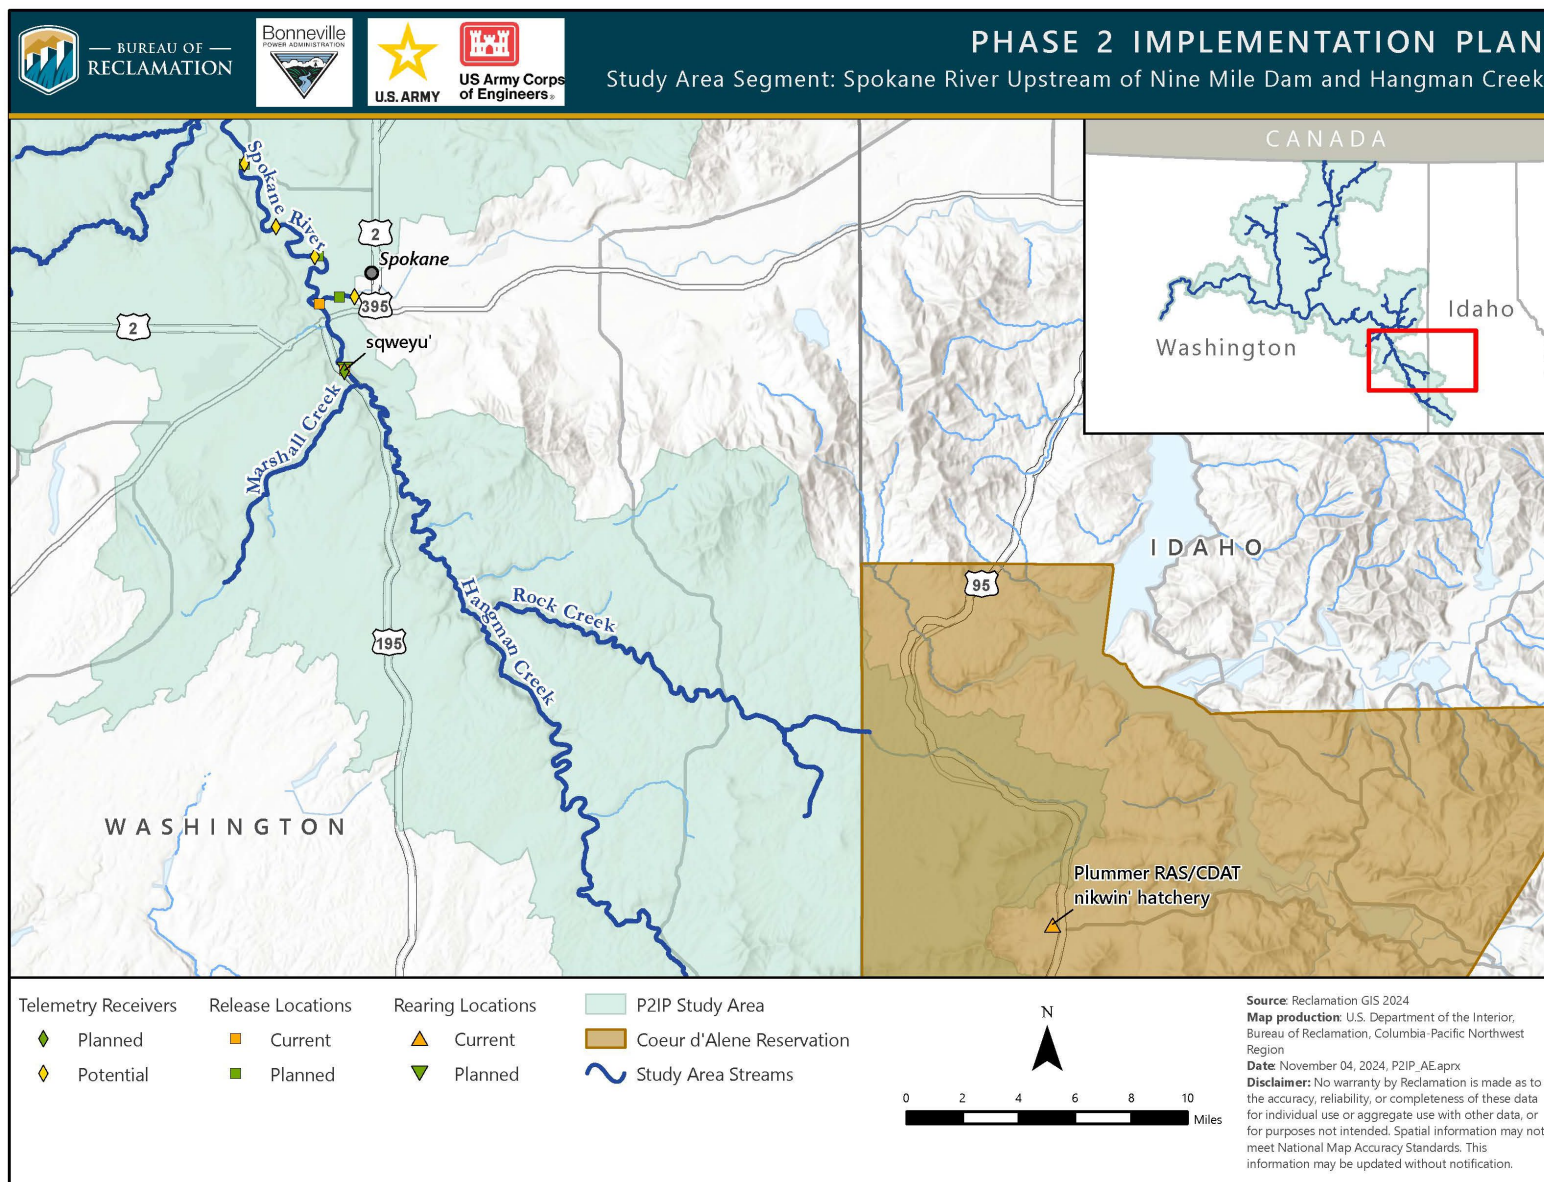 BUREAU OF
RECLAMATION
Bonneville
POWER ADMINISTRATION
U.S. ARMY
US Army Corps
of Engineers®
PHASE 2 IMPLEMENTATION PLAN
Study Area Segment: Spokane River Upstream of Nine Mile Dam and Hangman Creek
CANADA
Washington
Idaho
Spokane River
2
Spokane
395
2
sqweyu'
Marshall Creek
IDAHO
95
Hangman Creek
Rock Creek
195
WASHINGTON
Plummer RAS/CDAT
nikwin' hatchery
Telemetry Receivers
Planned
Potential
Release Locations
Current
Planned
Rearing Locations
Current
Planned
P2IP Study Area
Coeur d'Alene Reservation
Study Area Streams
N
0 2 4 6 8 10
Miles
Source: Reclamation GIS 2024
Map production: U.S. Department of the Interior,
Bureau of Reclamation, Columbia-Pacific Northwest
Region
Date: November 04, 2024, P2IP_AE.aprx
Disclaimer: No warranty by Reclamation is made as to
the accuracy, reliability, or completeness of these data
for individual use or aggregate use with other data, or
for purposes not intended. Spatial information may not
meet National Map Accuracy Standards. This
information may be updated without notification.